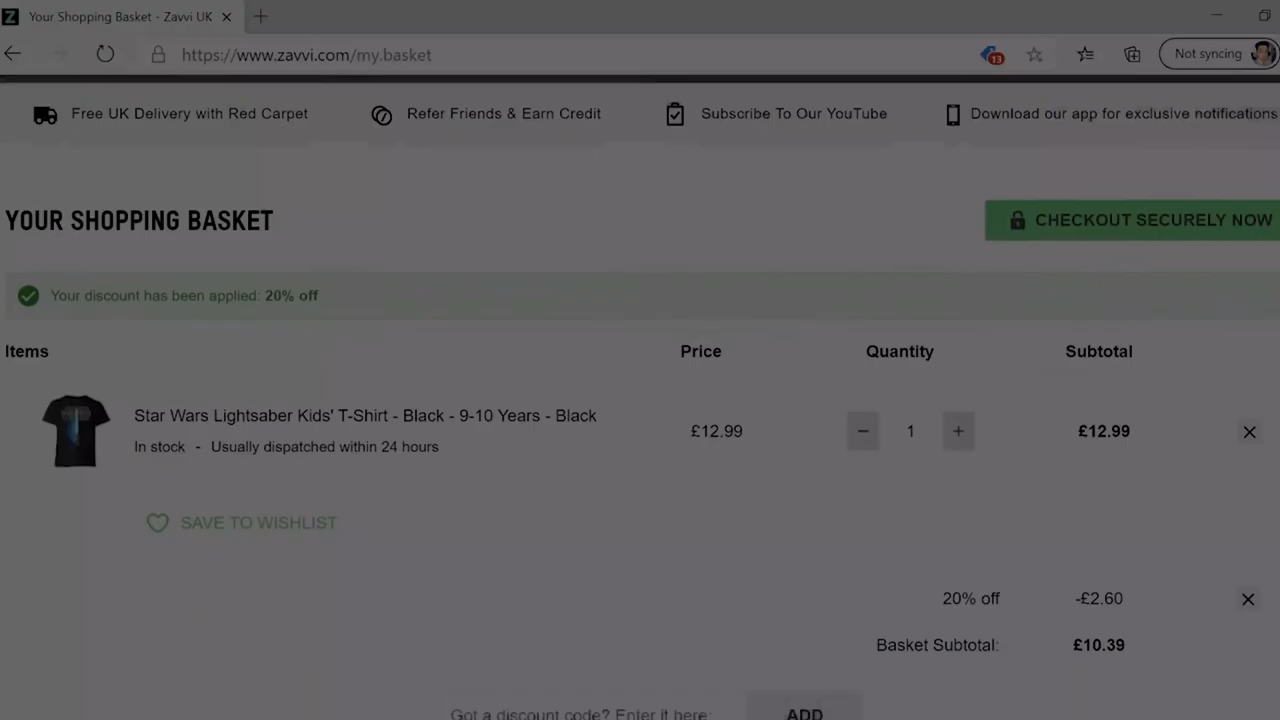 Your Shopping Basket - Zavvi UK
https://www.zavvi.com/my.basket
13
Not syncing
Free UK Delivery with Red Carpet
Refer Friends & Earn Credit
Subscribe To Our YouTube
Download our app for exclusive notifications
YOUR SHOPPING BASKET
CHECKOUT SECURELY NOW
Your discount has been applied: 20% off
Items Price Quantity Subtotal
Star Wars Lightsaber Kids' T-Shirt - Black - 9-10 Years - Black
In stock - Usually dispatched within 24 hours
£12.99
1
£12.99
SAVE TO WISHLIST
20% off -£2.60
Basket Subtotal: £10.39
Got a discount code? Enter it here:
ADD